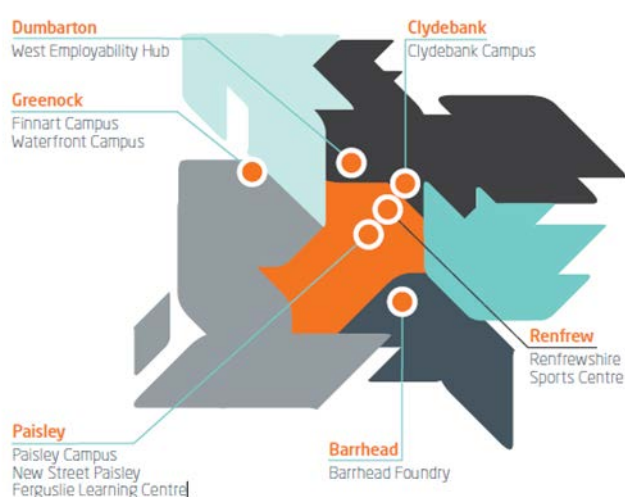 Dumbarton
West Employability Hub
Clydebank
Clydebank Campus
Greenock
Finnart Campus
Waterfront Campus
Renfrew
Renfrewshire
Sports Centre
Paisley
Paisley Campus
New Street Paisley
Ferguslie Learning Centre
Barrhead
Barrhead Foundry